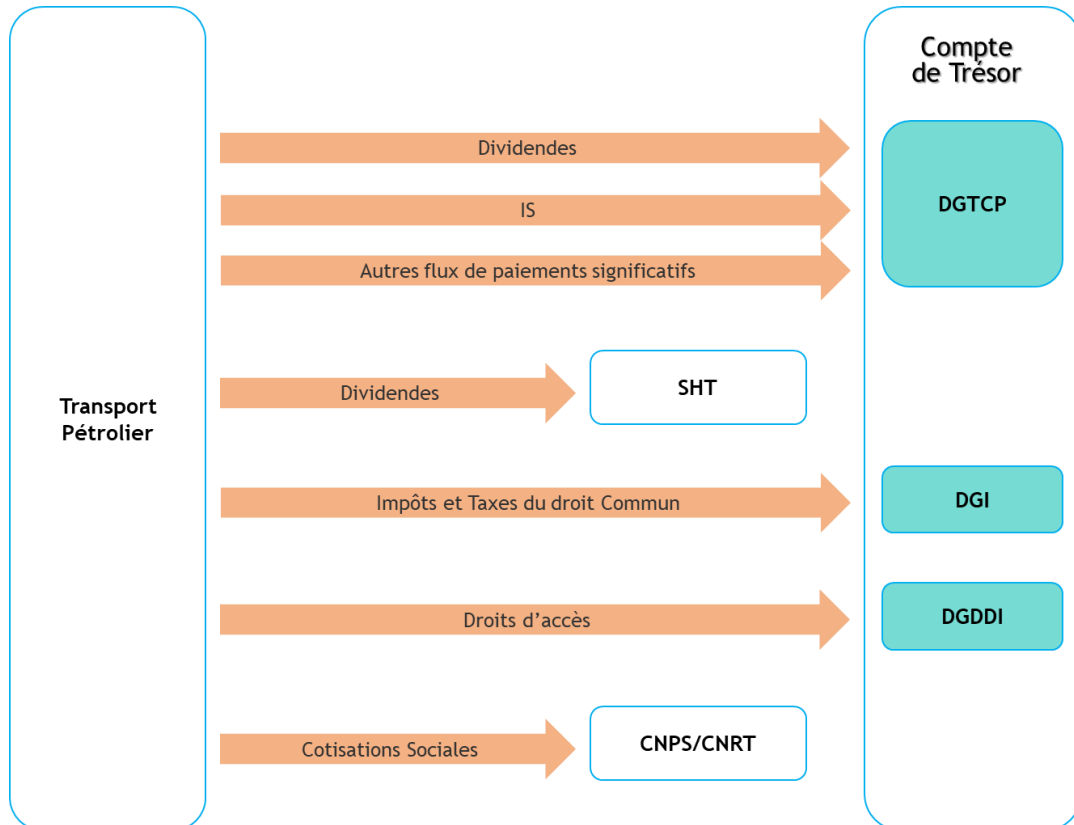 Compte
de Trésor
Dividendes
DGTCP
IS
Autres flux de paiements significatifs
Dividendes
SHT
Transport
Pétrolier
Impôts et Taxes du droit Commun
DGI
Droits d'accès
DGDDI
Cotisations Sociales
CNPS/CNRT